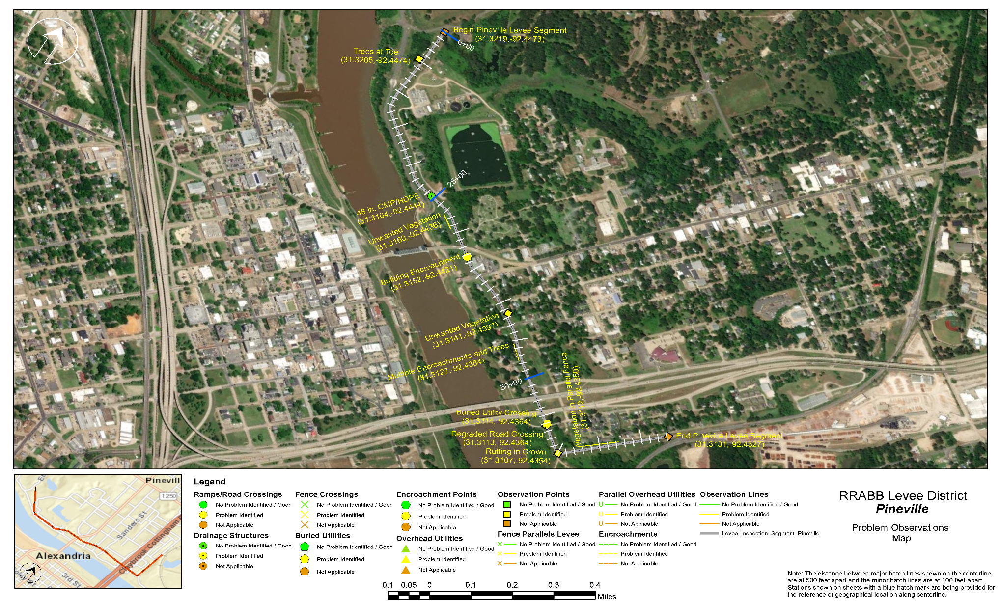 Begin Pineville Levee Segment
(31.3219,-92.4473)
0+00
Trees at Toe
(31.3205,-92.4474)
25+00
48 in. CMP/HDPE
(31.3164,-92.4444)
Unwanted Vegetation
(31.3160,-92.4436)
Building Encroachment
(31.3152,-92.4421)
Unwanted Vegetation
(31.3141,-92.4397)
Multiple Encroachments and Trees
(31.3127,-92.4384)
50+00
Vegetation in Parallel Fence
(31.3112,-92.4350)
Buried Utility Crossing
(31.3114,-92.4364)
Degraded Road Crossing
(31.3113,-92.4364)
Rutting in Crown
(31.3107,-92.4354)
End Pineville Levee Segment
(31.3131,-92.4327)
Pinevill
1250
Sanders St
Claybrook Cottingham
Alexandria
3rd St
Legend
Ramps/Road Crossings
No Problem Identified / Good
Problem Identified
Not Applicable
Drainage Structures
No Problem Identified / Good
Problem Identified
Not Applicable
Fence Crossings
No Problem Identified / Good
Problem Identified
Not Applicable
Buried Utilities
No Problem Identified / Good
Problem Identified
Not Applicable
Encroachment Points
No Problem Identified / Good
Problem Identified
Not Applicable
Overhead Utilities
No Problem Identified / Good
Problem Identified
Not Applicable
Observation Points
No Problem Identified / Good
Problem Identified
Not Applicable
Fence Parallels Levee
No Problem Identified / Good
Problem Identified
Not Applicable
Parallel Overhead Utilities
U No Problem Identified / Good
U Problem Identified
U Not Applicable
Encroachments
No Problem Identified / Good
Problem Identified
Not Applicable
Observation Lines
No Problem Identified / Good
Problem Identified
Not Applicable
Levee_Inspection_Segment_Pineville
0.1 0.05 0 0.1 0.2 0.3 0.4
Miles
RRABB Levee District
Pineville
Problem Observations
Map
Note: The distance between major hatch lines shown on the centerline
are at 500 feet apart and the minor hatch lines are at 100 feet apart.
Stations shown on sheets with a blue hatch mark are being provided for
the reference of geographical location along centerline.